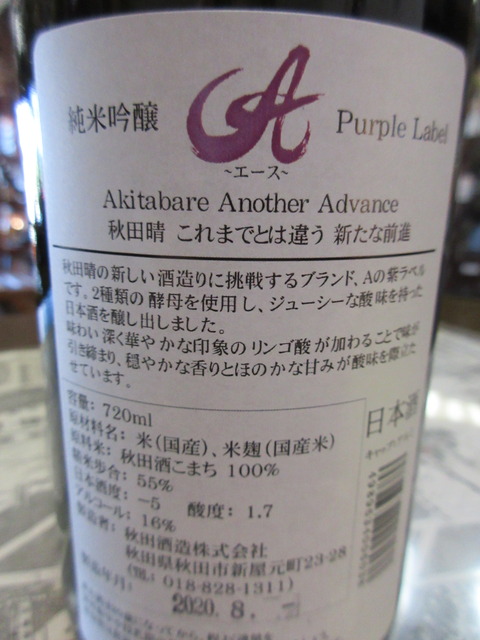 純米吟醸
A
Purple Label
~エース~
Akitabare Another Advance
秋田晴 これまでとは違う 新たな前進
秋田晴の新しい酒造りに挑戦するブランド、Aの紫ラベル
です。2種類の酵母を使用し、ジューシーな酸味を持った
日本酒を醸し出しました。
味わい深く華やかな印象のリンゴ酸が加わることで味が
引き締まり、穏やかな香りとほのかな甘みが酸味を際立た
せています。
容量: 720ml
原材料名: 米(国産)、米麹(国産米)
原料米: 秋田酒こまち 100%
精米歩合: 55%
日本酒度: -5 酸度: 1.7
アルコール: 16%
製造者: 秋田酒造株式会社
秋田県秋田市新屋元町23-28
(電: 018-828-1311)
製造年月: 2020.8.
日本酒